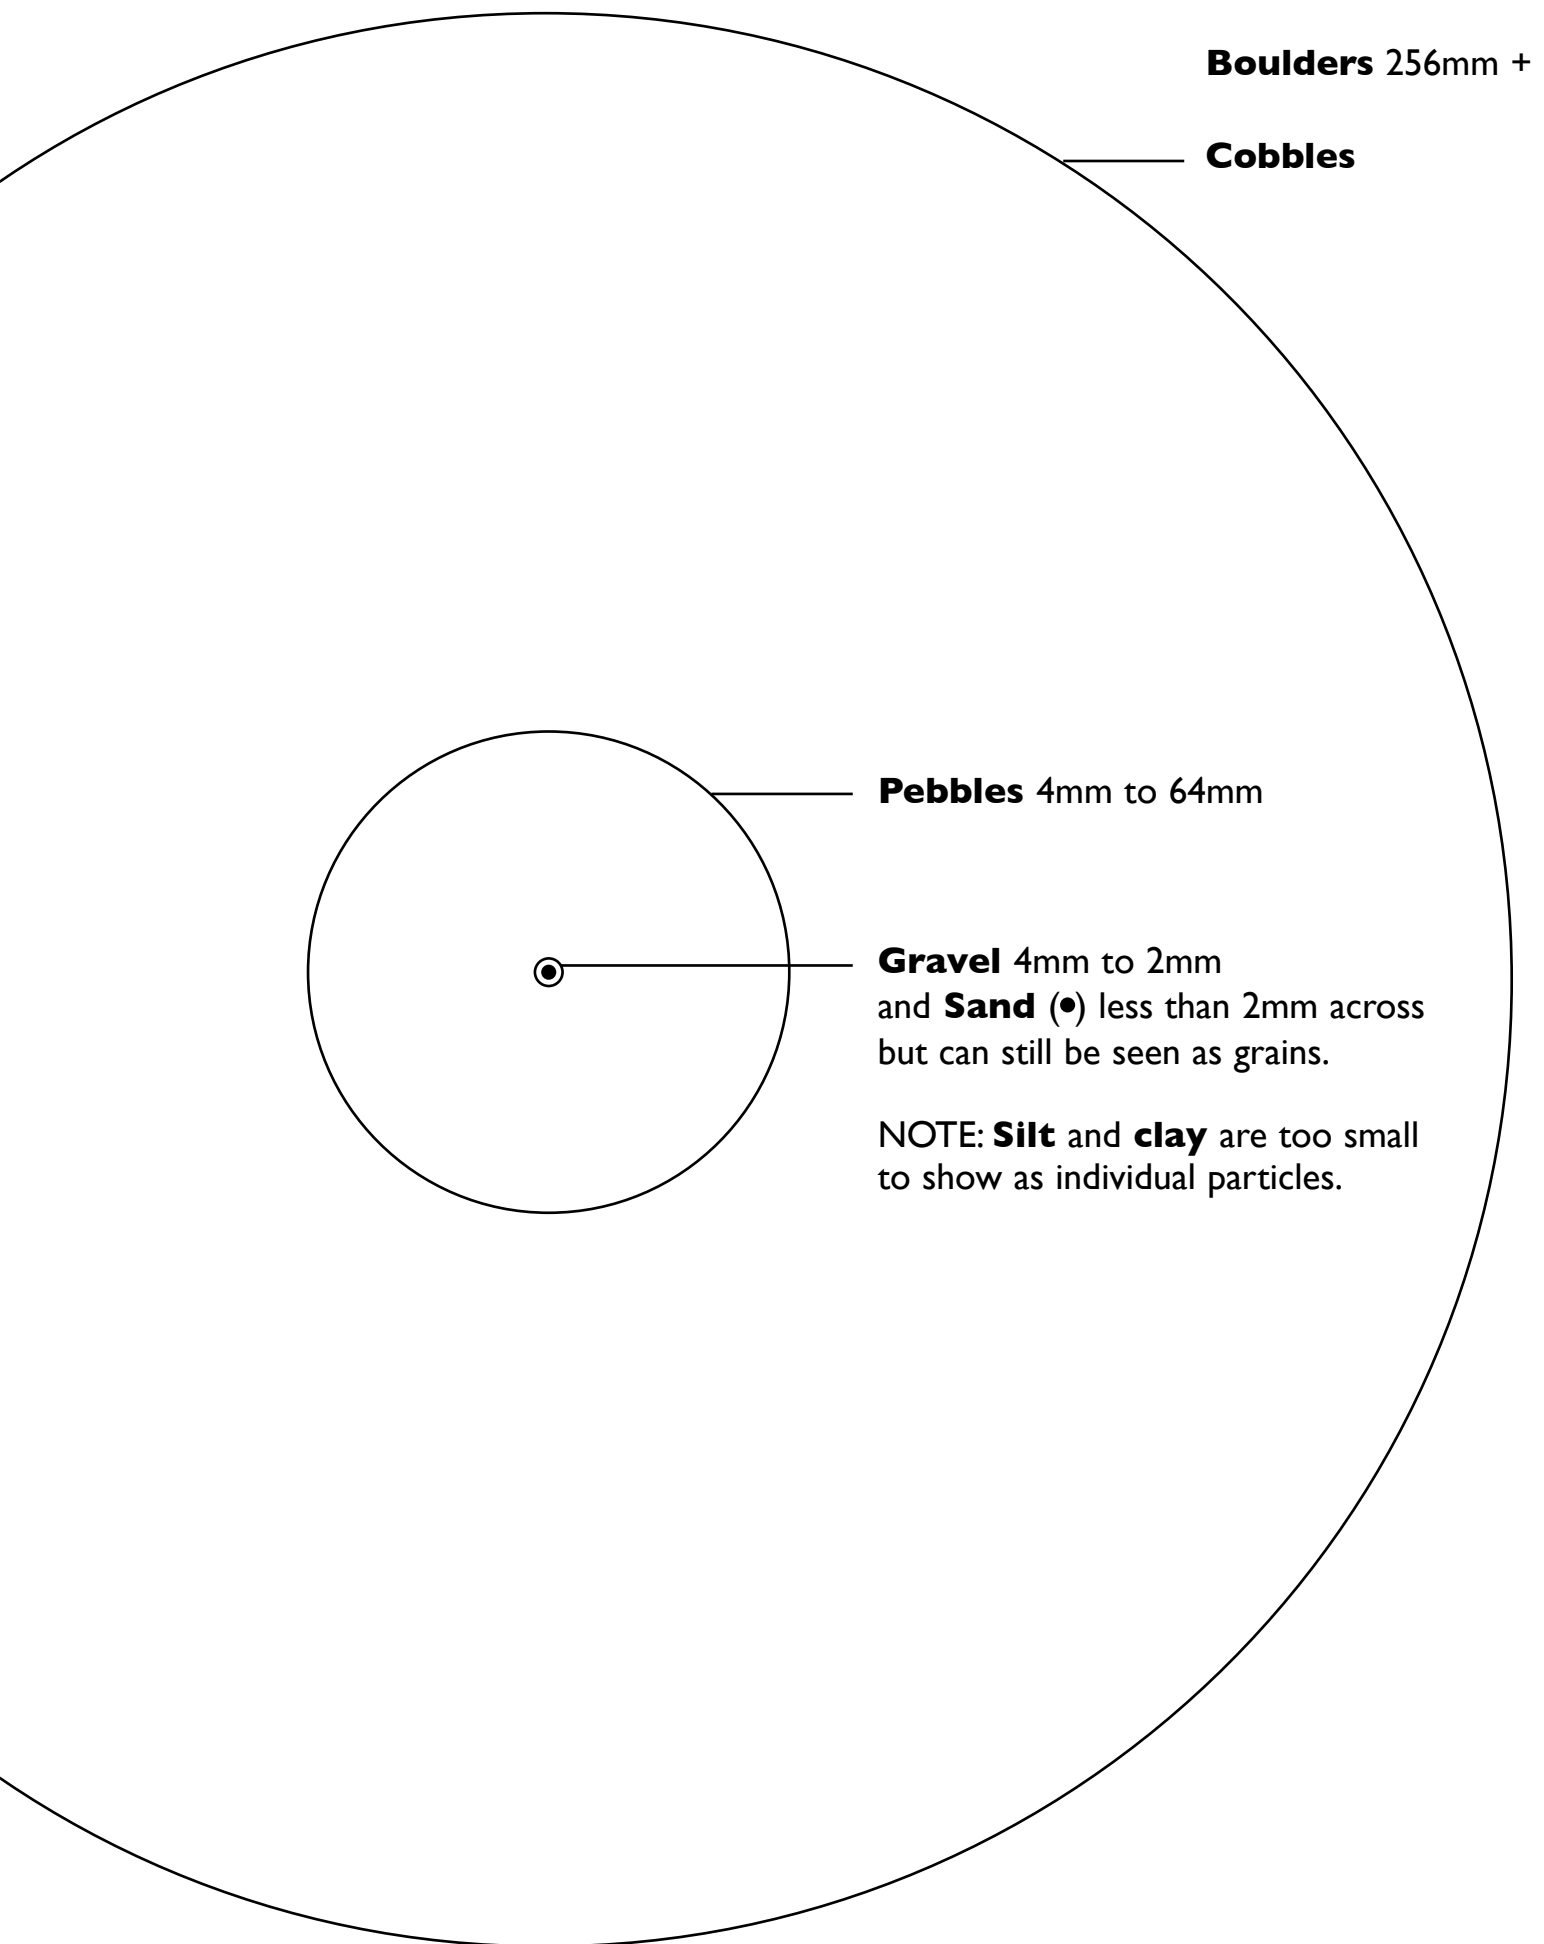 Boulders 256mm +
Cobbles
Pebbles 4mm to 64mm
Gravel 4mm to 2mm
and Sand (●) less than 2mm across
but can still be seen as grains.
NOTE: Silt and clay are too small
to show as individual particles.